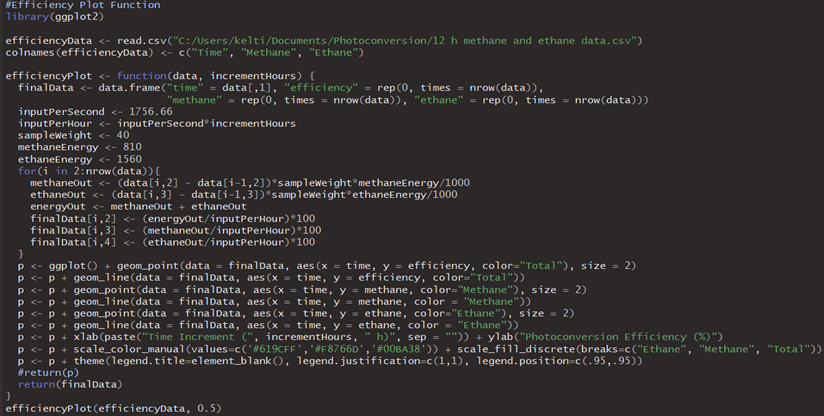 #Efficiency Plot Function
library(ggplot2)
efficiencyData <- read.csv("C:/Users/kelti/Documents/Photoconversion/12 h methane and ethane data.csv")
colnames(efficiencyData) <- c("Time", "Methane", "Ethane")
efficiencyPlot <- function(data, incrementHours) {
finalData <- data.frame("time" = data[,1], "efficiency" = rep(0, times = nrow(data)),
"methane" = rep(0, times = nrow(data)), "ethane" = rep(0, times = nrow(data)))
inputPerSecond <- 1756.66
inputPerHour <- inputPerSecond*incrementHours
sampleWeight <- 40
methaneEnergy <- 810
ethaneEnergy <- 1560
for(i in 2:nrow(data)){
methaneOut <- (data[i,2] - data[i-1,2])*sampleWeight*methaneEnergy/1000
ethaneOut <- (data[i,3] - data[i-1,3])*sampleWeight*ethaneEnergy/1000
energyOut <- methaneOut + ethaneOut
finalData[i,2] <- (energyOut/inputPerHour)*100
finalData[i,3] <- (methaneOut/inputPerHour)*100
finalData[i,4] <- (ethaneOut/inputPerHour)*100
}
p <- ggplot() + geom_point(data = finalData, aes(x = time, y = efficiency, color="Total"), size = 2)
p <- p + geom_line(data = finalData, aes(x = time, y = efficiency, color="Total"))
p <- p + geom_point(data = finalData, aes(x = time, y = methane, color="Methane"), size = 2)
p <- p + geom_line(data = finalData, aes(x = time, y = methane, color = "Methane"))
p <- p + geom_point(data = finalData, aes(x = time, y = ethane, color="Ethane"), size = 2)
p <- p + geom_line(data = finalData, aes(x = time, y = ethane, color = "Ethane"))
p <- p + xlab(paste("Time Increment (", incrementHours, " h)", sep = "")) + ylab("Photoconversion Efficiency (%)")
p <- p + scale_color_manual(values=c('#619CFF','#F8766D','#00BA38')) + scale_fill_discrete(breaks=c("Ethane", "Methane", "Total"))
p <- p + theme(legend.title=element_blank(), legend.justification=c(1,1), legend.position=c(.95,.95))
#return(p)
return(finalData)
}
efficiencyPlot(efficiencyData, 0.5)